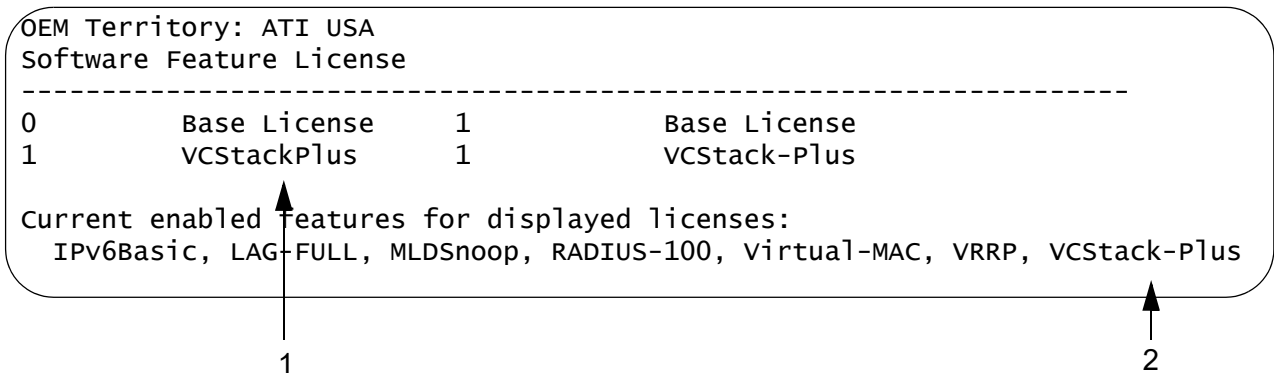 OEM Territory: ATI USA
Software Feature License
---------------------------------------------------------------------
0 Base License 1 Base License
1 VCStackPlus 1 VCStack-Plus
Current enabled features for displayed licenses:
IPv6Basic, LAG-FULL, MLDSnoop, RADIUS-100, Virtual-MAC, VRRP, VCStack-Plus
1 2